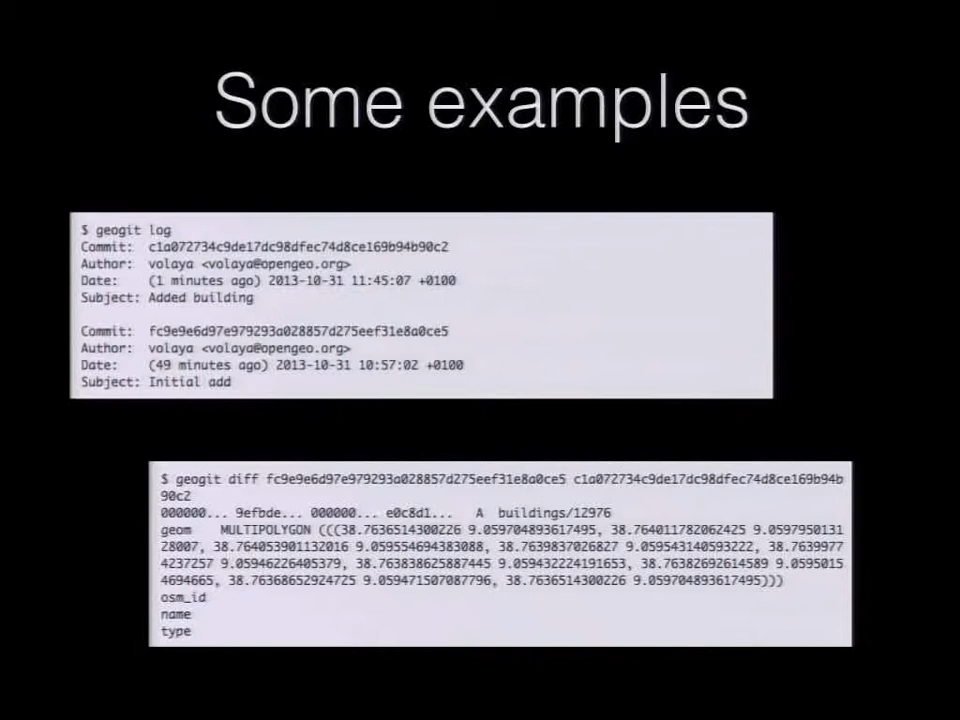 Some examples
$ geogit log
Commit: c1a072734c9de17dc98dfec74d8ce169b94b90c2
Author: volaya <volaya@opengeo.org>
Date: (1 minutes ago) 2013-10-31 11:45:07 +0100
Subject: Added building
Commit: fc9e9e6d97e979293a028857d275eef31e8a0ce5
Author: volaya <volaya@opengeo.org>
Date: (49 minutes ago) 2013-10-31 10:57:02 +0100
Subject: Initial add
$ geogit diff fc9e9e6d97e979293a028857d275eef31e8a0ce5 c1a072734c9de17dc98dfec74d8ce169b94b
90c2
000000... 9efbde... 000000... e0c8d1... A buildings/12976
geom MULTIPOLYGON (((38.7636514300226 9.059704893617495, 38.764011782062425 9.0597950131
28007, 38.764053901132016 9.059554694383088, 38.7639837026827 9.059543140593222, 38.7639977
4237257 9.05946226405379, 38.763838625887445 9.059432224191653, 38.76382692614589 9.0595015
4694665, 38.76368652924725 9.059471507087796, 38.7636514300226 9.059704893617495)))
osm_id
name
type